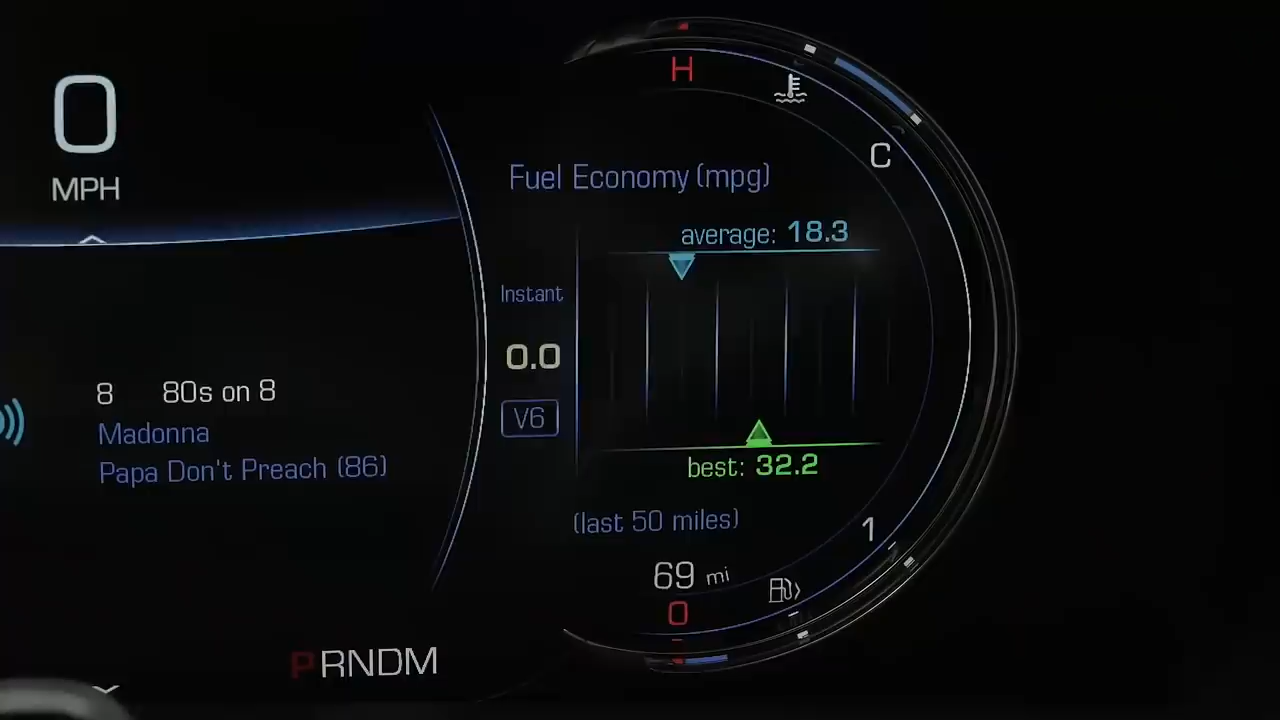 0
MPH
8 80s on 8
Madonna
Papa Don't Preach (86)
PRNDM
H
C
Fuel Economy (mpg)
average: 18.3
Instant
0.0
V6
best: 32.2
(last 50 miles)
1
69 mi
0